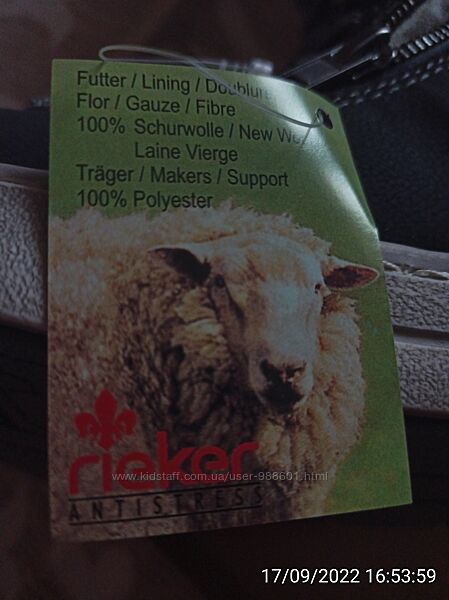 Futter / Lining / Doublure
Flor / Gauze / Fibre
100% Schurwolle / New
Laine Vierge
Träger / Makers / Support
100% Polyester
rieker
www.kidstaff.com.ua/user-988601.html
ANTISTRESS
17/09/2022 16:53:59